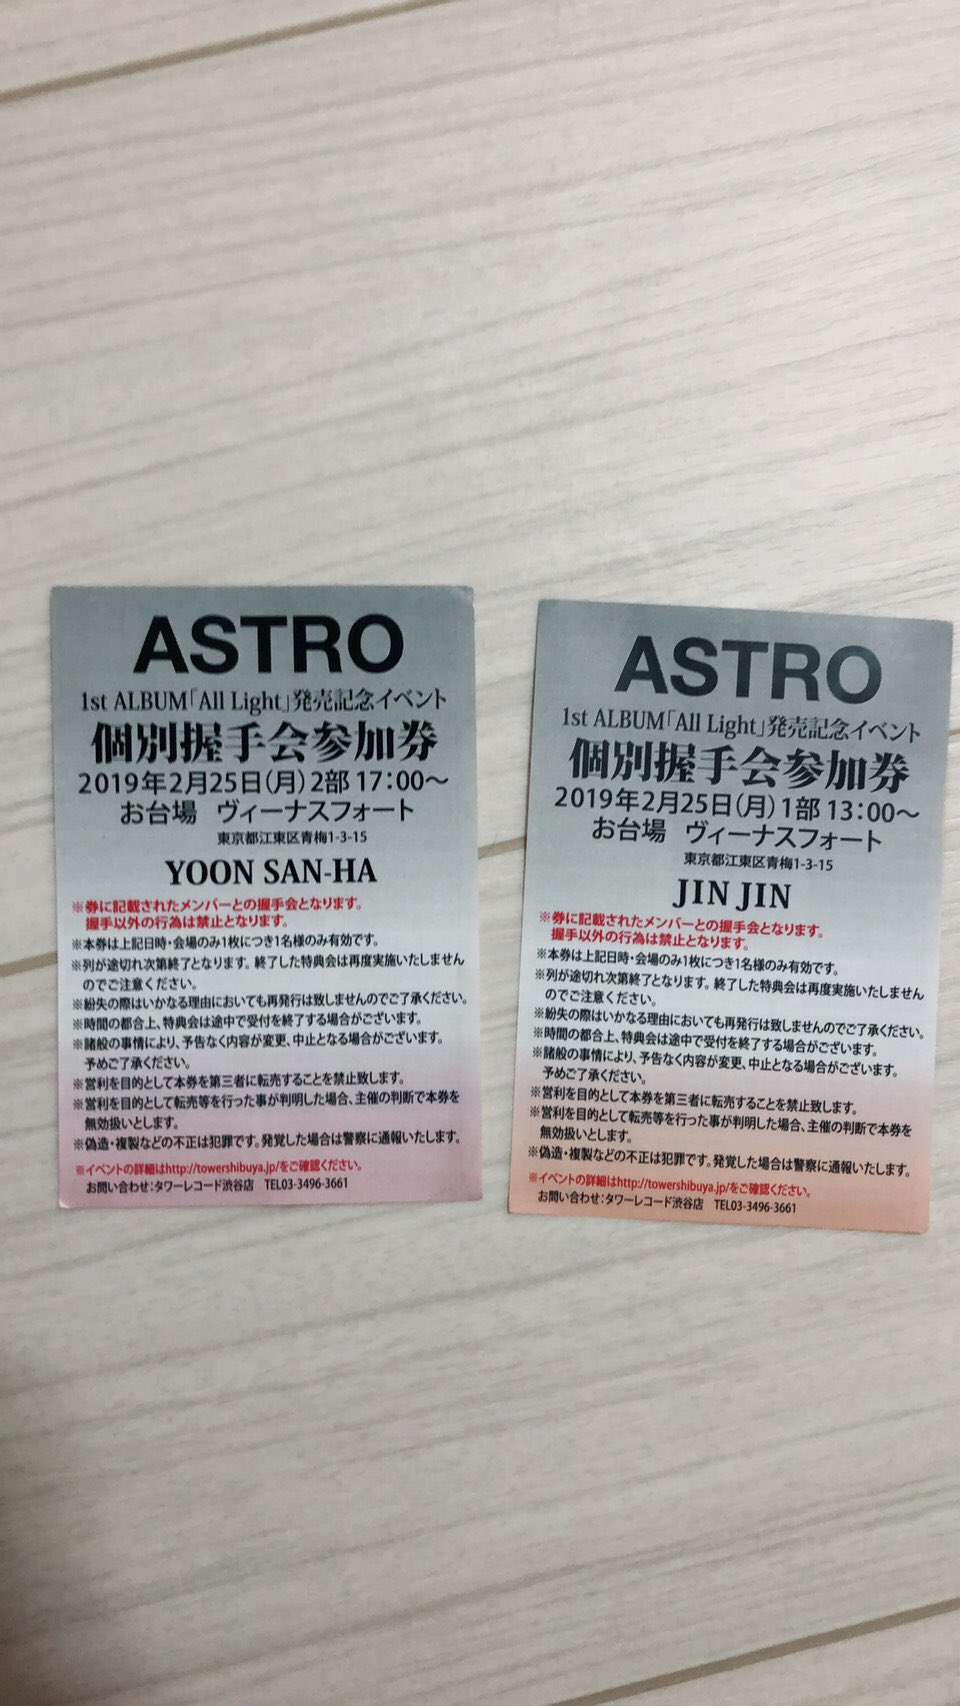 ASTRO
1st ALBUM「All Light」発売記念イベント
個別握手会参加券
2019年2月25日(月)2部 17:00～
お台場 ヴィーナスフォート
東京都江東区青梅1-3-15
YOON SAN-HA
※券に記載されたメンバーとの握手会となります。
握手以外の行為は禁止となります。
※本券は上記日時・会場のみ1枚につき1名様のみ有効です。
※列が途切れ次第終了となります。終了した特典会は再度実施いたしません
のでご注意ください。
※紛失の際はいかなる理由においても再発行は致しませんのでご了承ください。
※時間の都合上、特典会は途中で受付を終了する場合がございます。
※諸般の事情により、予告なく内容が変更、中止となる場合がございます。
予めご了承ください。
※営利を目的として本券を第三者に転売することを禁止致します。
※営利を目的として転売等を行った事が判明した場合、主催の判断で本券を
無効扱いとします。
※偽造・複製などの不正は犯罪です。発覚した場合は警察に通報いたします。
※イベントの詳細はhttp://towershibuya.jp/をご確認ください。
お問い合わせ:タワーレコード渋谷店 TEL03-3496-3661
ASTRO
1st ALBUM「All Light」発売記念イベント
個別握手会参加券
2019年2月25日(月)1部 13:00～
お台場 ヴィーナスフォート
東京都江東区青梅1-3-15
JIN JIN
※券に記載されたメンバーとの握手会となります。
握手以外の行為は禁止となります。
※本券は上記日時・会場のみ1枚につき1名様のみ有効です。
※列が途切れ次第終了となります。終了した特典会は再度実施いたしません
のでご注意ください。
※紛失の際はいかなる理由においても再発行は致しませんのでご了承ください。
※時間の都合上、特典会は途中で受付を終了する場合がございます。
※諸般の事情により、予告なく内容が変更、中止となる場合がございます。
予めご了承ください。
※営利を目的として本券を第三者に転売することを禁止致します。
※営利を目的として転売等を行った事が判明した場合、主催の判断で本券を
無効扱いとします。
※偽造・複製などの不正は犯罪です。発覚した場合は警察に通報いたします。
※イベントの詳細はhttp://towershibuya.jp/をご確認ください。
お問い合わせ:タワーレコード渋谷店 TEL03-3496-3661